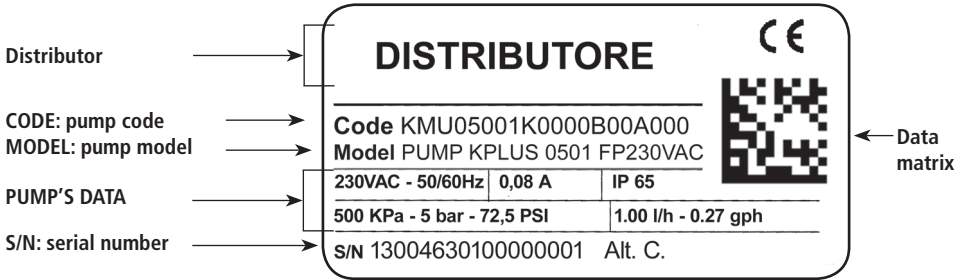 Distributor
CODE: pump code
MODEL: pump model
PUMP'S DATA
S/N: serial number
DISTRIBUTORE
CE
Code KMU05001K0000B00A000
Model PUMP KPLUS 0501 FP230VAC
230VAC - 50/60Hz 0,08 A IP 65
500 KPa - 5 bar - 72,5 PSI 1.00 l/h - 0.27 gph
S/N 13004630100000001 Alt. C.
Data
matrix